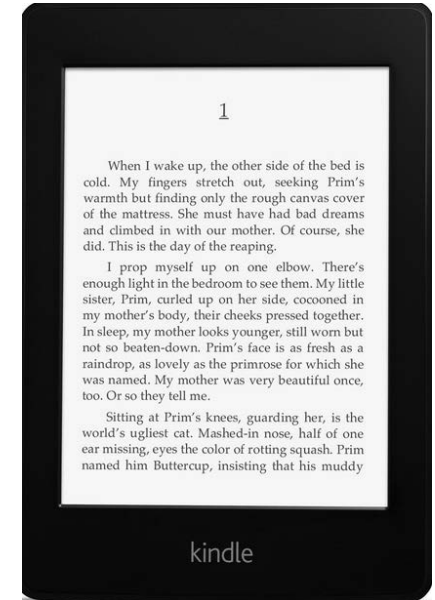 1
When I wake up, the other side of the bed is
cold. My fingers stretch out, seeking Prim's
warmth but finding only the rough canvas cover
of the mattress. She must have had bad dreams
and climbed in with our mother. Of course, she
did. This is the day of the reaping.
I prop myself up on one elbow. There's
enough light in the bedroom to see them. My little
sister, Prim, curled up on her side, cocooned in
my mother's body, their cheeks pressed together.
In sleep, my mother looks younger, still worn but
not so beaten-down. Prim's face is as fresh as a
raindrop, as lovely as the primrose for which she
was named. My mother was very beautiful once,
too. Or so they tell me.
Sitting at Prim's knees, guarding her, is the
world's ugliest cat. Mashed-in nose, half of one
ear missing, eyes the color of rotting squash. Prim
named him Buttercup, insisting that his muddy
kindle